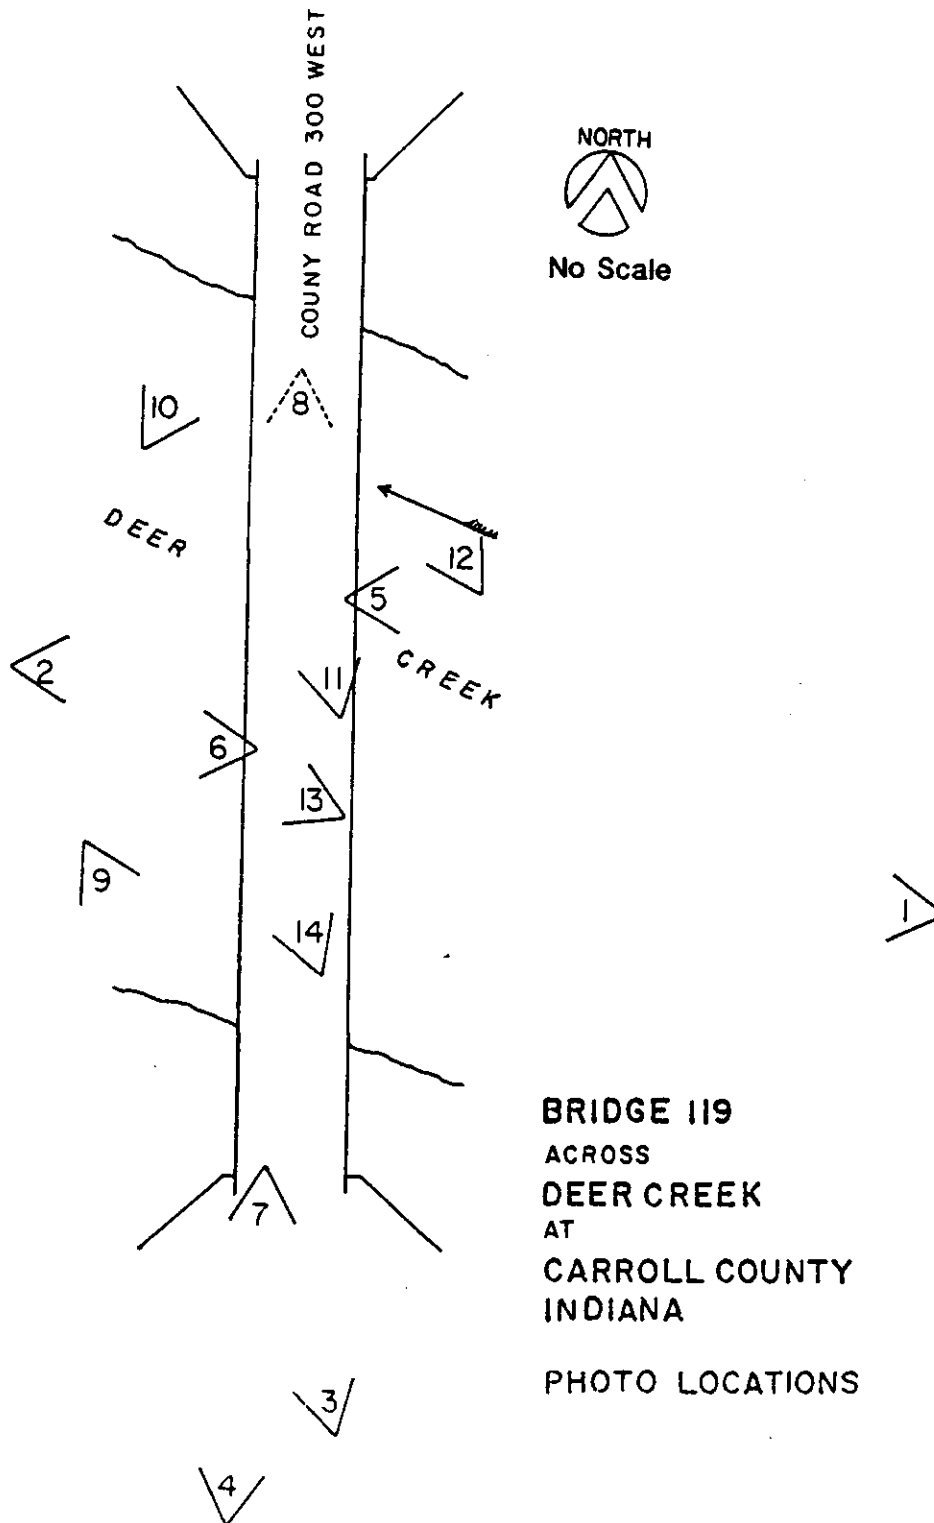 COUNY ROAD 300 WEST
NORTH
No Scale
8
10
DEER
12
5
CREEK
2
11
6
13
9
1
14
BRIDGE 119
ACROSS
DEER CREEK
AT
CARROLL COUNTY
INDIANA
7
PHOTO LOCATIONS
3
4